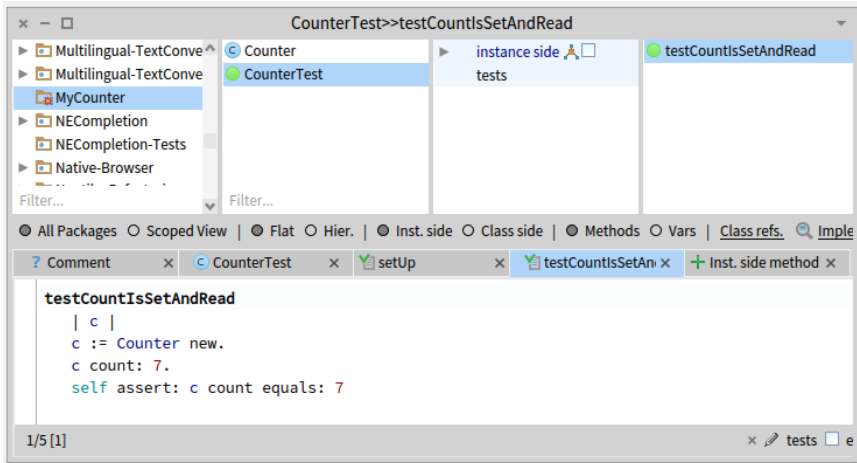 CounterTest>>testCountIsSetAndRead
Multilingual-TextConve
Multilingual-TextConve
MyCounter
NECompletion
NECompletion-Tests
Native-Browser
Filter...
Counter
CounterTest
Filter...
instance side
tests
testCountIsSetAndRead
All Packages Scoped View | Flat Hier. | Inst. side Class side | Methods Vars | Class refs. Imple
? Comment × CounterTest × setUp × testCountIsSetAn × + Inst. side method ×
testCountIsSetAndRead
| c |
c := Counter new.
c count: 7.
self assert: c count equals: 7
1/5 [1]
× tests e